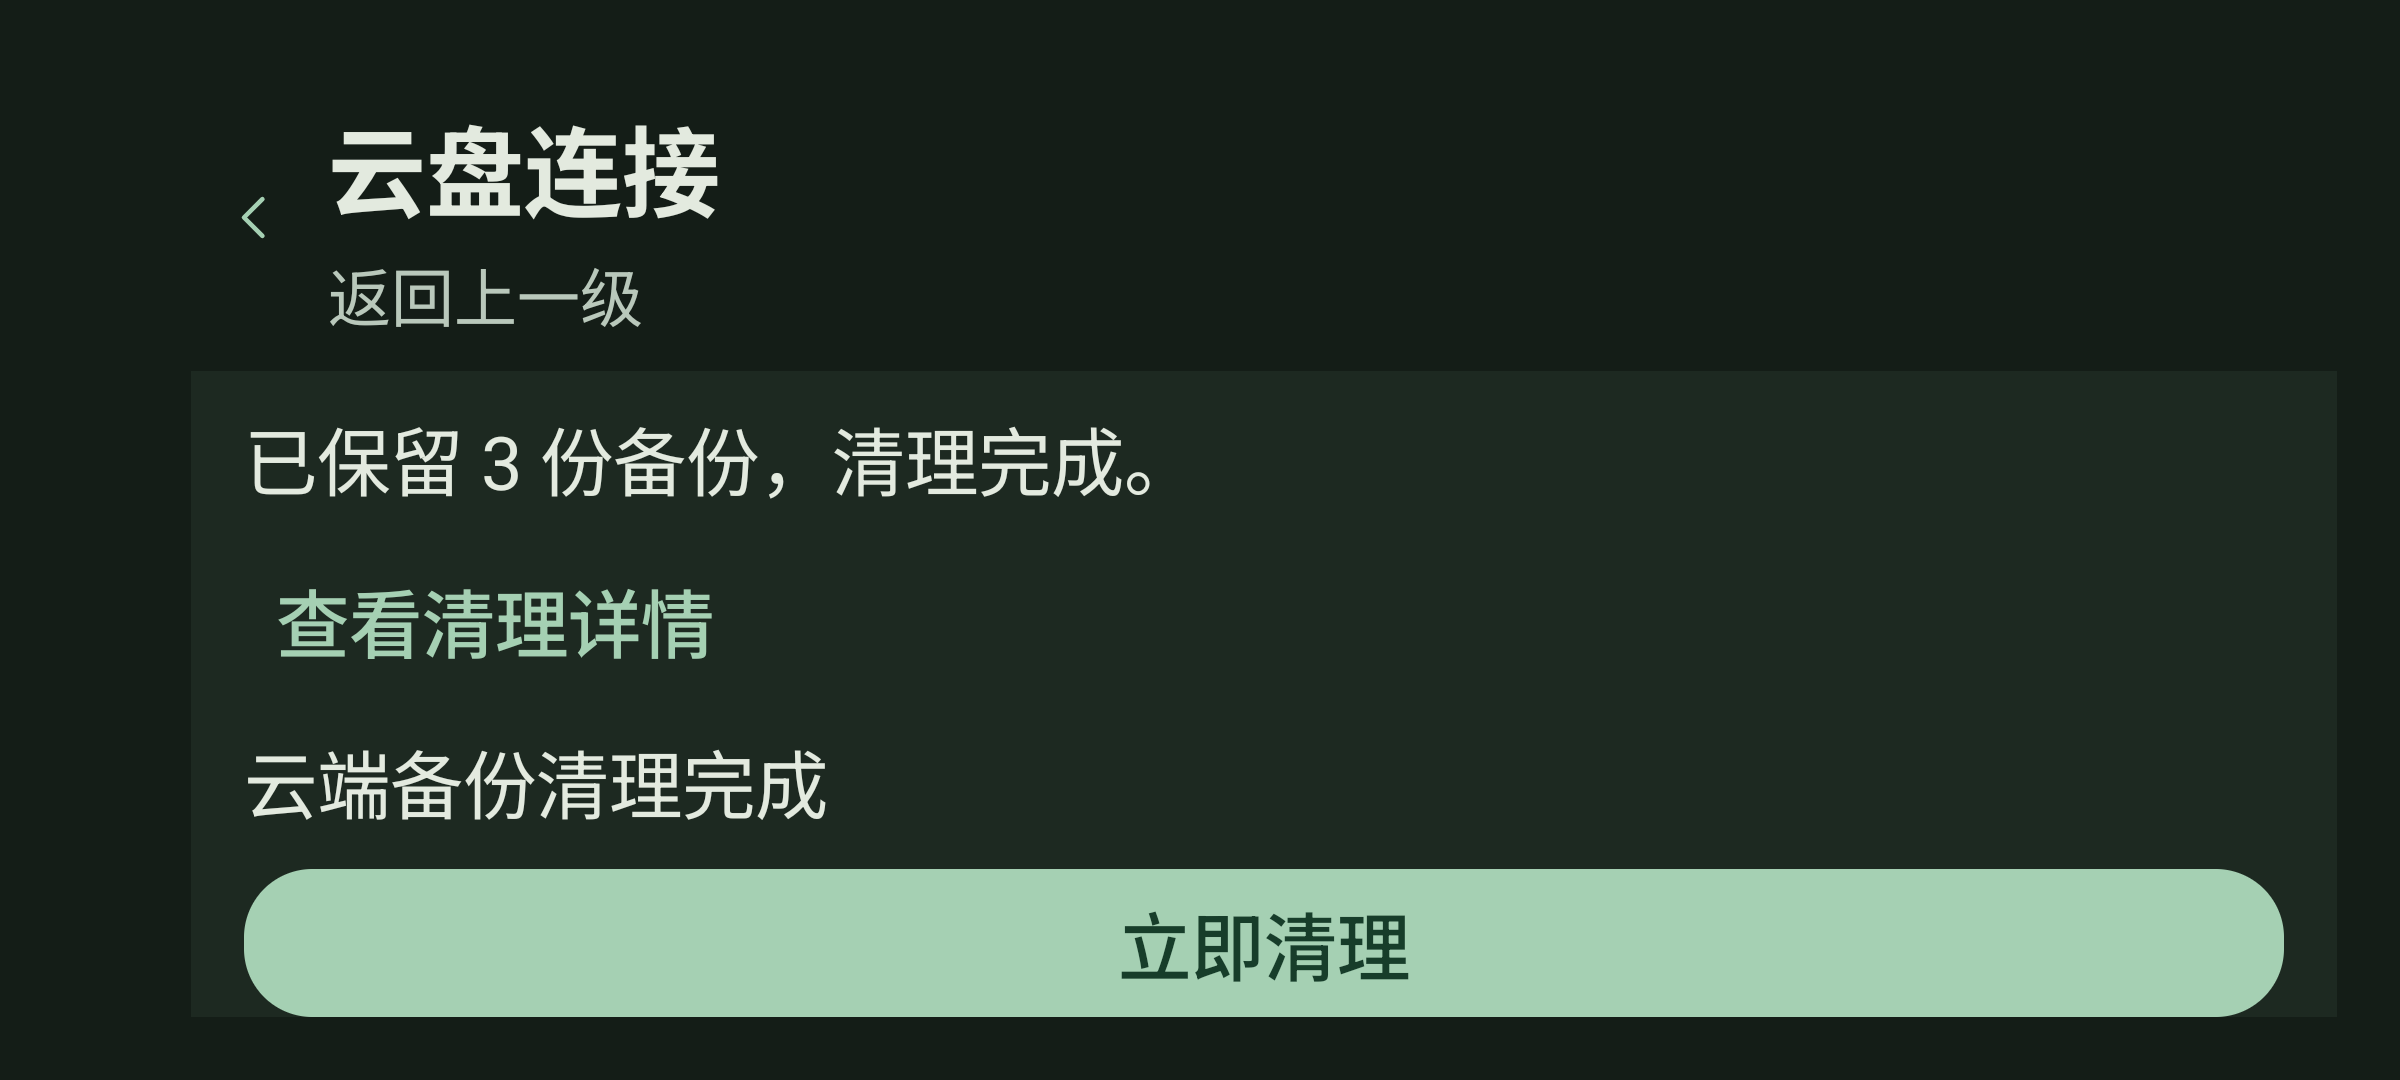 云盘连接
返回上一级
已保留 3 份备份，清理完成。
查看清理详情
云端备份清理完成
立即清理